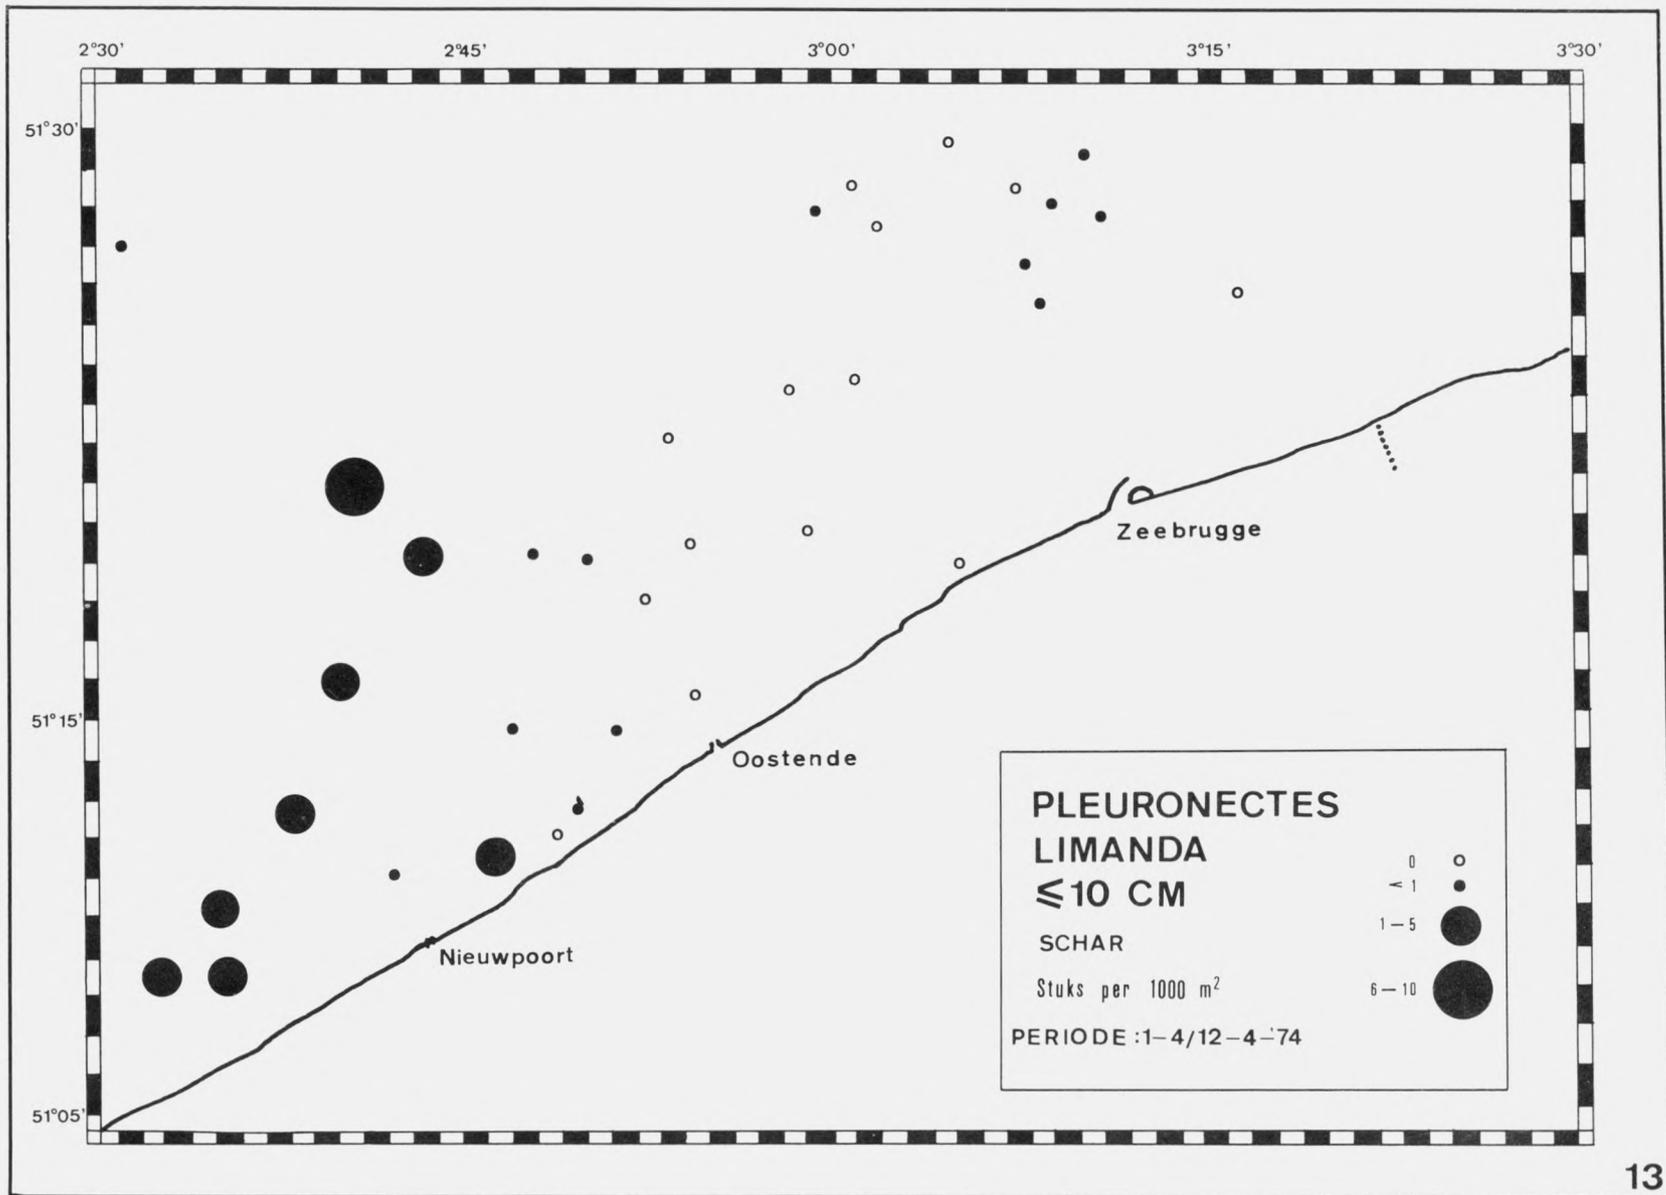 2°30' 2°45' 3°00' 3°15' 3°30'
51°30'
51°15'
51°05'
Zeebrugge
Oostende
Nieuwpoort
PLEURONECTES
LIMANDA
≤10 CM
SCHAR
Stuks per 1000 m²
PERIODE :1-4/12-4-'74
0
< 1
1-5
6-10
13